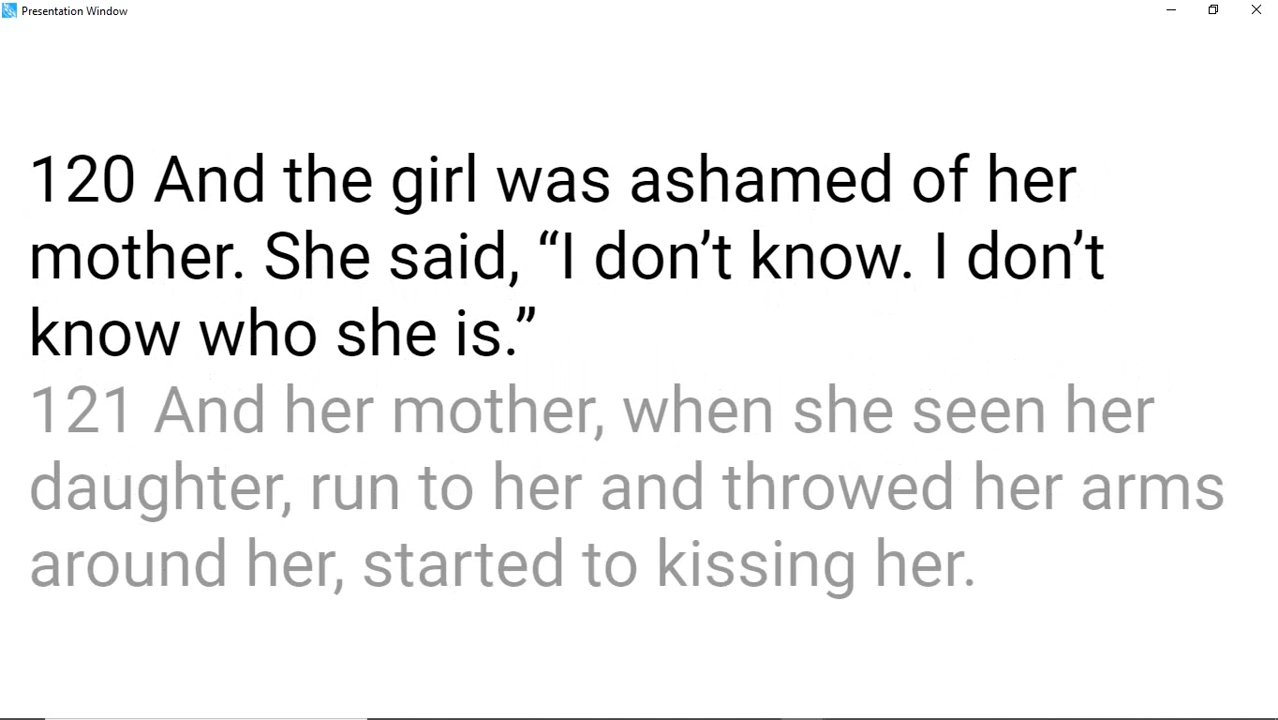 Presentation Window
120 And the girl was ashamed of her
mother. She said, “I don’t know. I don’t
know who she is.”
121 And her mother, when she seen her
daughter, run to her and throwed her arms
around her, started to kissing her.